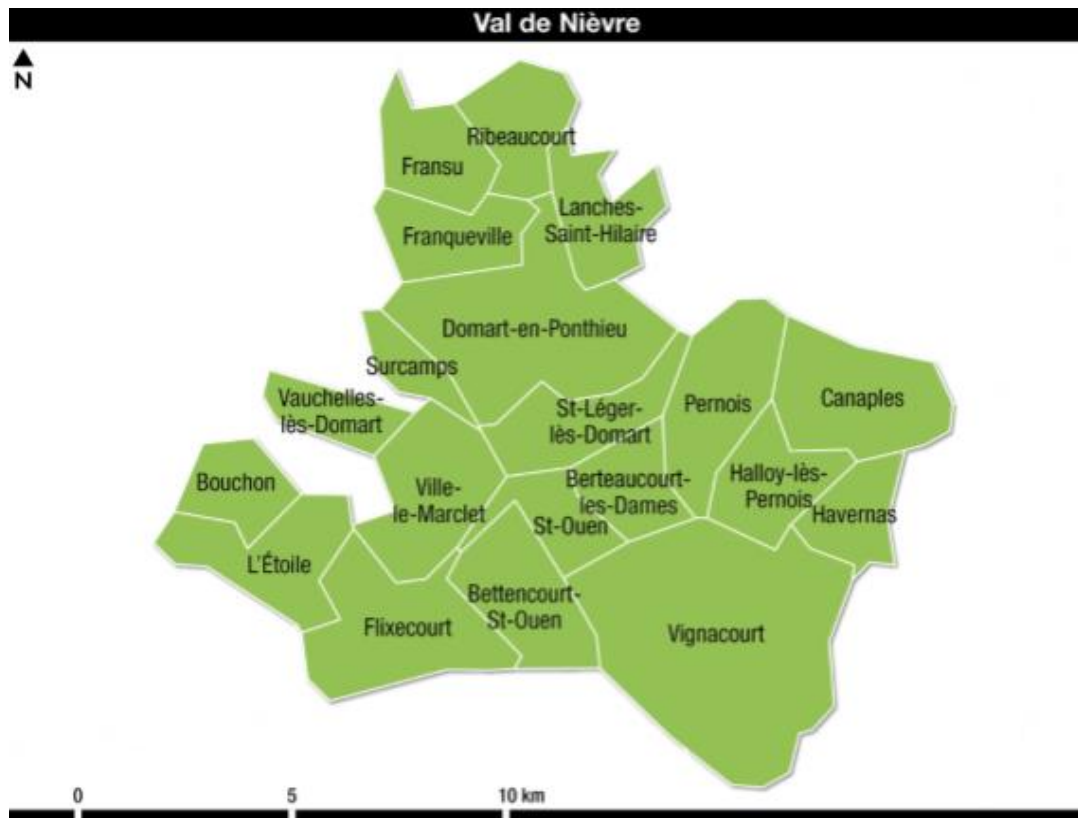 Val de Nièvre
N
Ribeaucourt
Fransu
Lanches-
Saint-Hilaire
Franqueville
Domart-en-Ponthieu
Surcamps
Vauchelles-
lès-Domart
St-Léger-
lès-Domart
Pernois
Canaples
Bouchon
Ville-
le-Marclet
Berteaucourt-
les-Dames
Halloy-lès-
Pernois
Havernas
St-Ouen
L'Étoile
Bettencourt-
St-Ouen
Flixecourt
Vignacourt
0
5
10 km